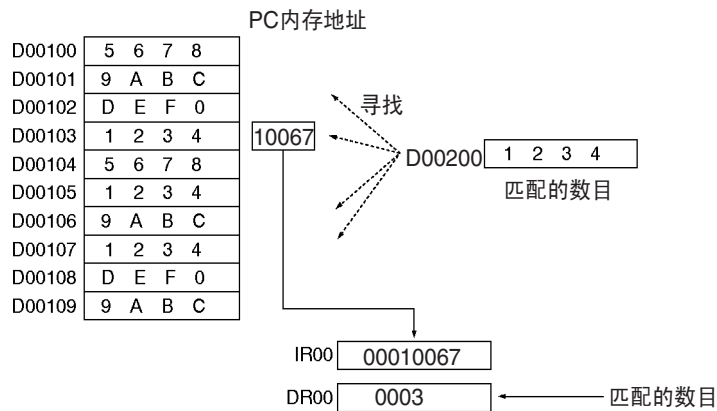 PC内存地址
D00100 5 6 7 8
D00101 9 A B C
D00102 D E F 0
寻找
D00103 1 2 3 4 10067
D00200 1 2 3 4
D00104 5 6 7 8
D00105 1 2 3 4
匹配的数目
D00106 9 A B C
D00107 1 2 3 4
D00108 D E F 0
D00109 9 A B C
IR00 00010067
DR00 0003 匹配的数目